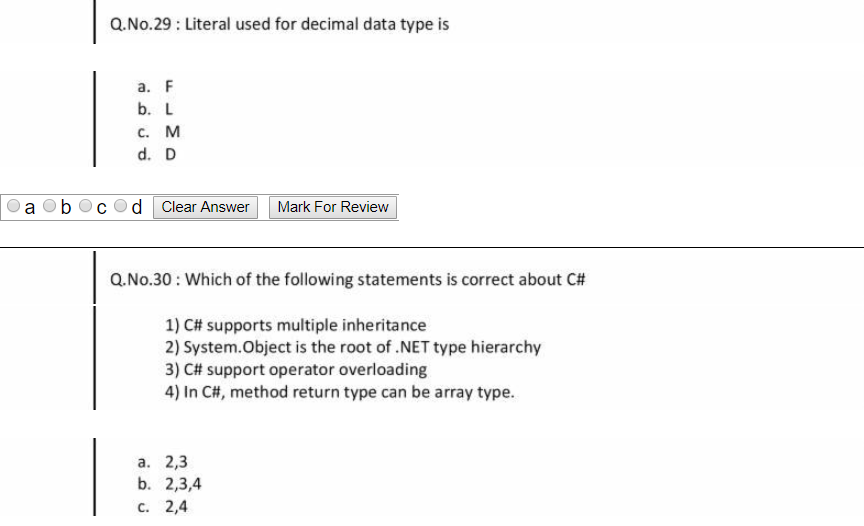 Q.No.29 : Literal used for decimal data type is
a. F
b. L
c. M
d. D
a b c d Clear Answer Mark For Review
Q.No.30 : Which of the following statements is correct about C#
1) C# supports multiple inheritance
2) System.Object is the root of .NET type hierarchy
3) C# support operator overloading
4) In C#, method return type can be array type.
a. 2,3
b. 2,3,4
c. 2,4